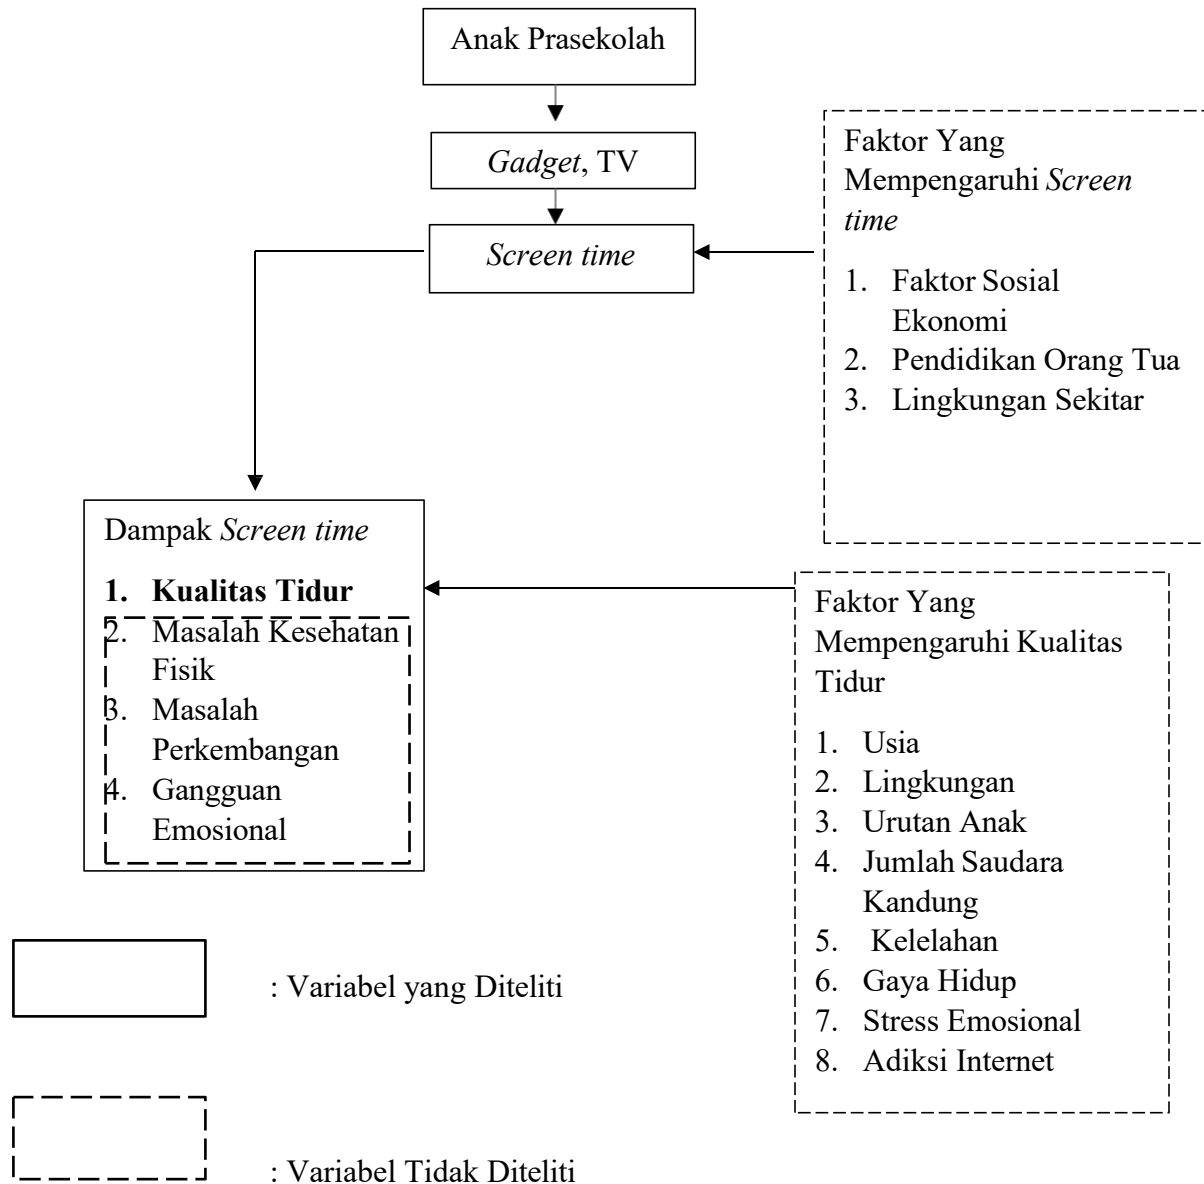 Anak Prasekolah
Gadget, TV
Screen time
Faktor Yang
Mempengaruhi Screen
time
1. Faktor Sosial
Ekonomi
2. Pendidikan Orang Tua
3. Lingkungan Sekitar
Dampak Screen time
1. Kualitas Tidur
2. Masalah Kesehatan
Fisik
3. Masalah
Perkembangan
4. Gangguan
Emosional
Faktor Yang
Mempengaruhi Kualitas
Tidur
1. Usia
2. Lingkungan
3. Urutan Anak
4. Jumlah Saudara
Kandung
5. Kelelahan
6. Gaya Hidup
7. Stress Emosional
8. Adiksi Internet
: Variabel yang Diteliti
: Variabel Tidak Diteliti